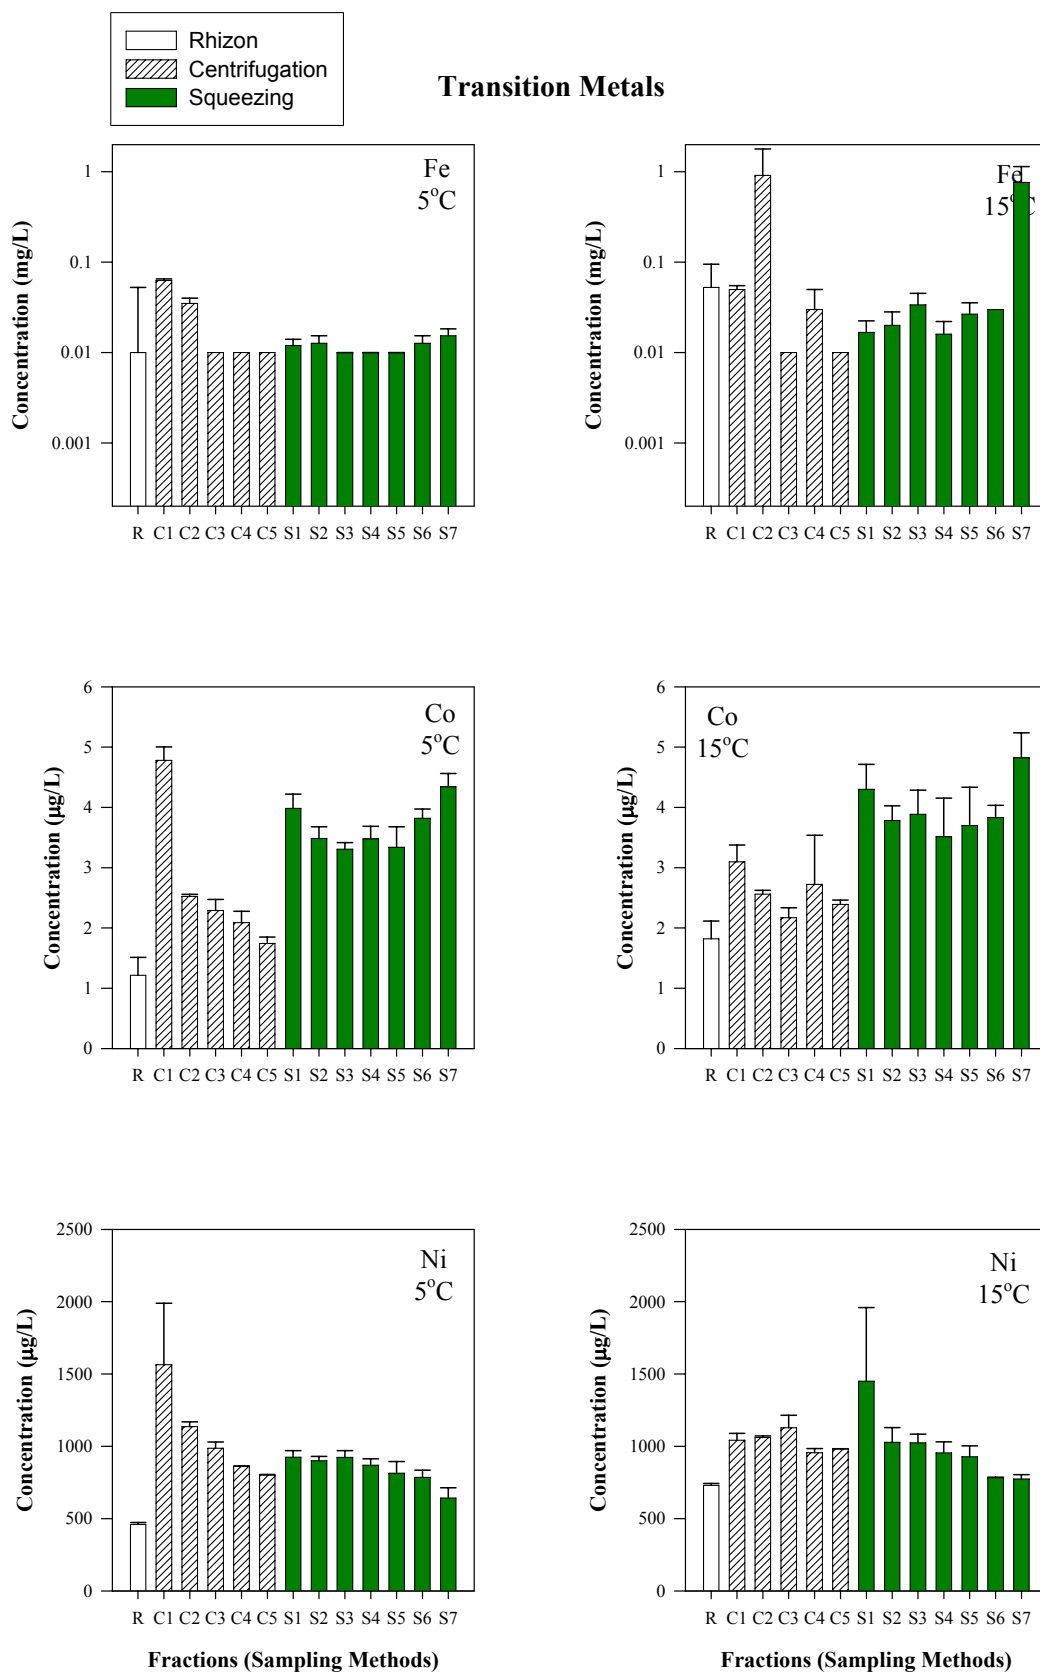 Rhizon
Centrifugation
Squeezing
Transition Metals
Concentration (mg/L)
1
0.1
0.01
0.001
Fe
5°C
R C1 C2 C3 C4 C5 S1 S2 S3 S4 S5 S6 S7
Concentration (mg/L)
1
0.1
0.01
0.001
Fe
15°C
R C1 C2 C3 C4 C5 S1 S2 S3 S4 S5 S6 S7
Concentration (µg/L)
6
5
4
3
2
1
0
Co
5°C
R C1 C2 C3 C4 C5 S1 S2 S3 S4 S5 S6 S7
Concentration (µg/L)
6
5
4
3
2
1
0
Co
15°C
R C1 C2 C3 C4 C5 S1 S2 S3 S4 S5 S6 S7
Concentration (µg/L)
2500
2000
1500
1000
500
0
Ni
5°C
R C1 C2 C3 C4 C5 S1 S2 S3 S4 S5 S6 S7
Fractions (Sampling Methods)
Concentration (µg/L)
2500
2000
1500
1000
500
0
Ni
15°C
R C1 C2 C3 C4 C5 S1 S2 S3 S4 S5 S6 S7
Fractions (Sampling Methods)